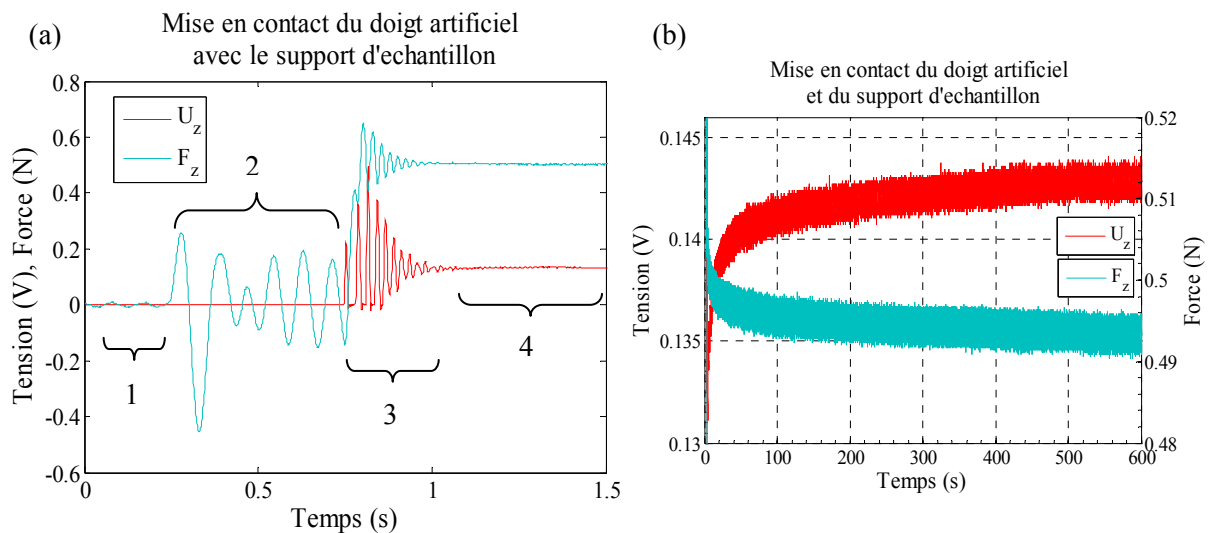 (a)
Mise en contact du doigt artificiel
avec le support d'echantillon
Tension (V), Force (N)
0.8
0.6
0.4
0.2
0
-0.2
-0.4
-0.6
U_z
F_z
1
2
3
4
0
0.5
1
1.5
Temps (s)
(b)
Mise en contact du doigt artificiel
et du support d'echantillon
Tension (V)
0.145
0.14
0.135
0.13
U_z
F_z
0.52
0.51
0.5
0.49
0.48
Force (N)
0
100
200
300
400
500
600
Temps (s)